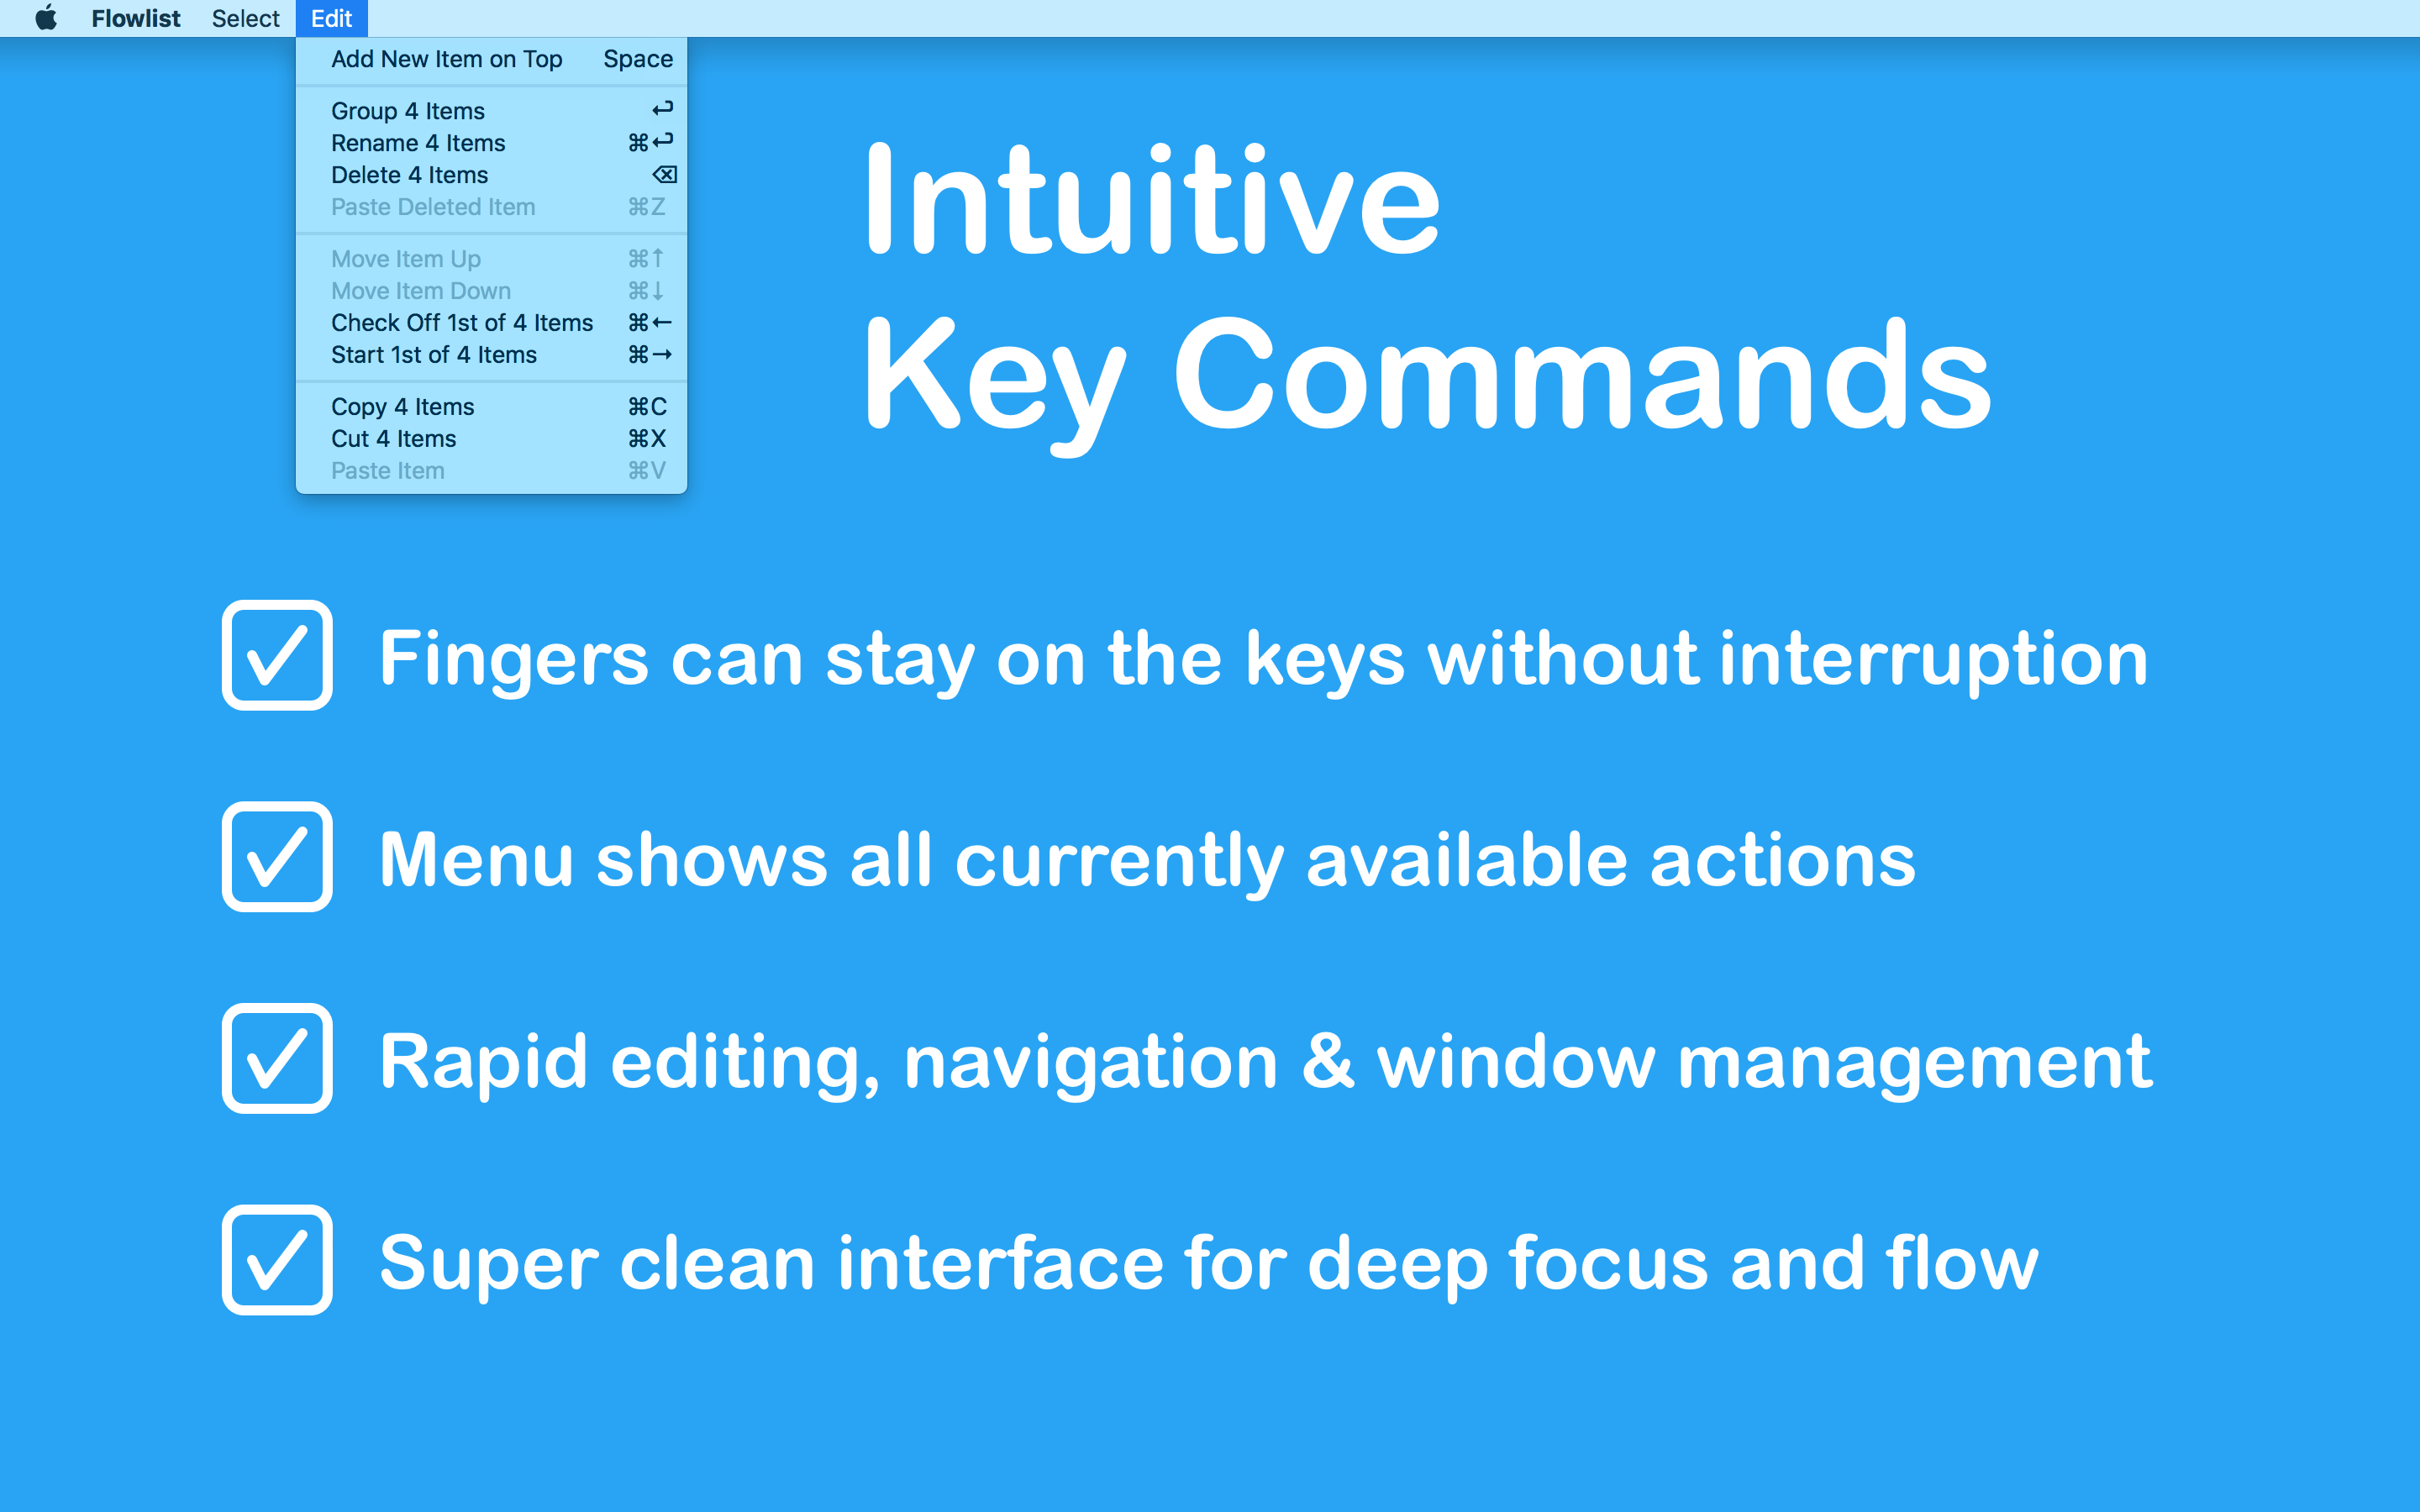 Flowlist Select Edit
Add New Item on Top Space
Group 4 Items ↩
Rename 4 Items ⌘↩
Delete 4 Items ⌫
Paste Deleted Item ⌘Z
Move Item Up ⌘↑
Move Item Down ⌘↓
Check Off 1st of 4 Items ⌘←
Start 1st of 4 Items ⌘→
Copy 4 Items ⌘C
Cut 4 Items ⌘X
Paste Item ⌘V
Intuitive
Key Commands
Fingers can stay on the keys without interruption
Menu shows all currently available actions
Rapid editing, navigation & window management
Super clean interface for deep focus and flow